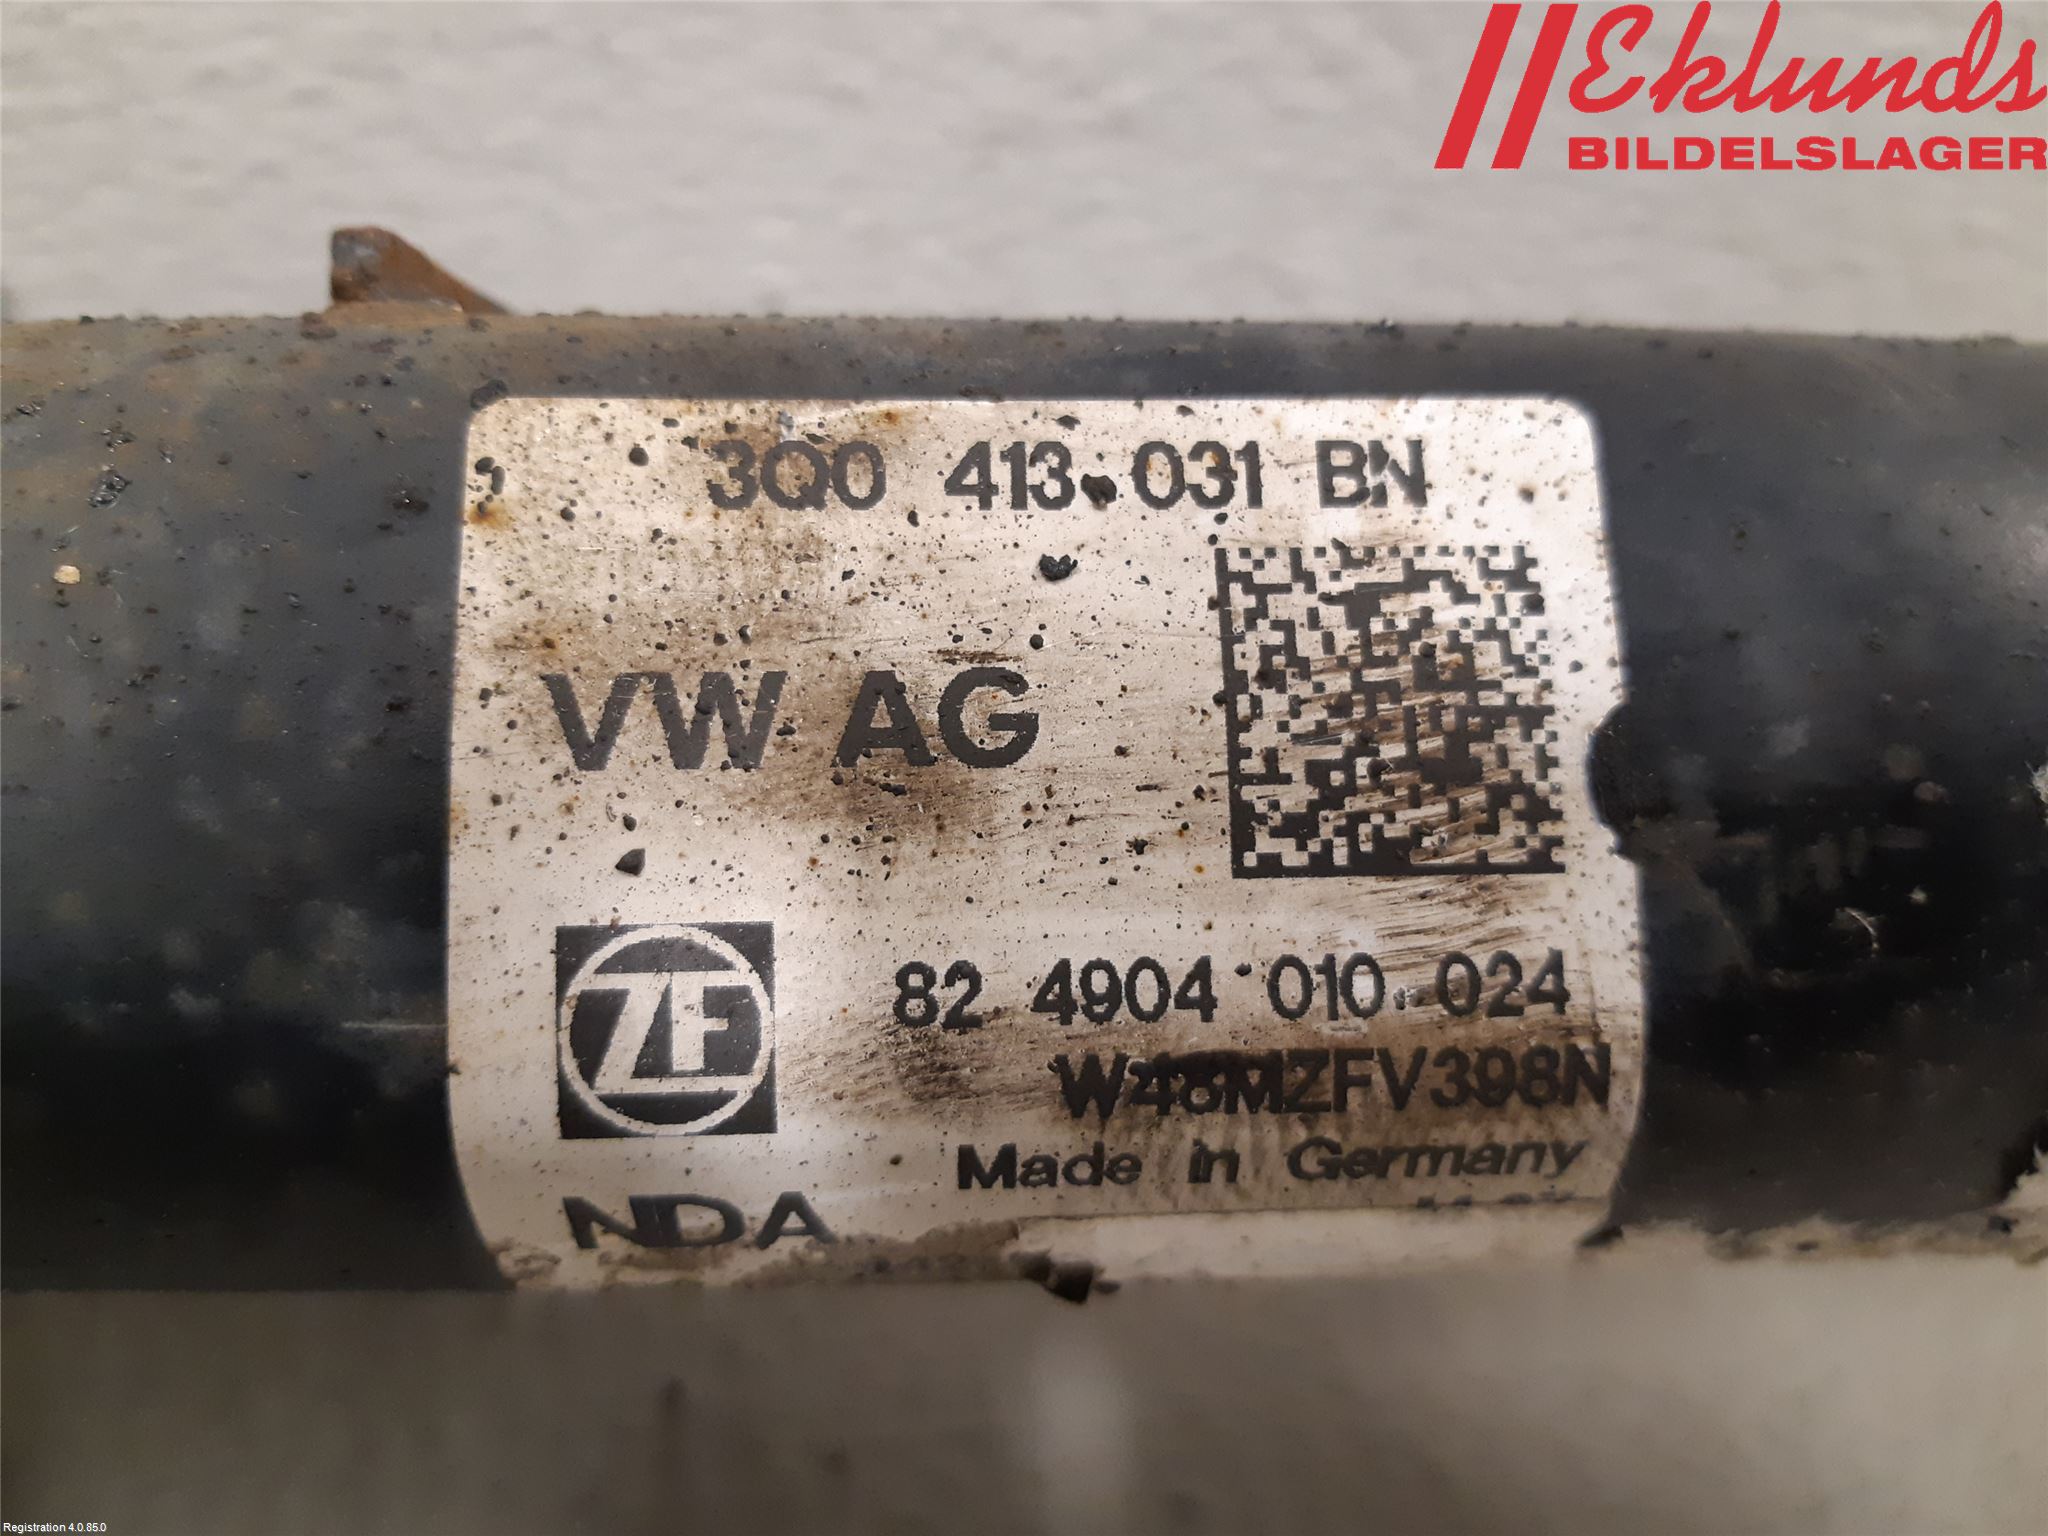 Eklunds
BILDELSLAGER
3Q0 413 031 BN
VW AG
ZF
82 4904 010 024
W48MZFV398N
Made in Germany
NDA
Registration 4.0.85.0